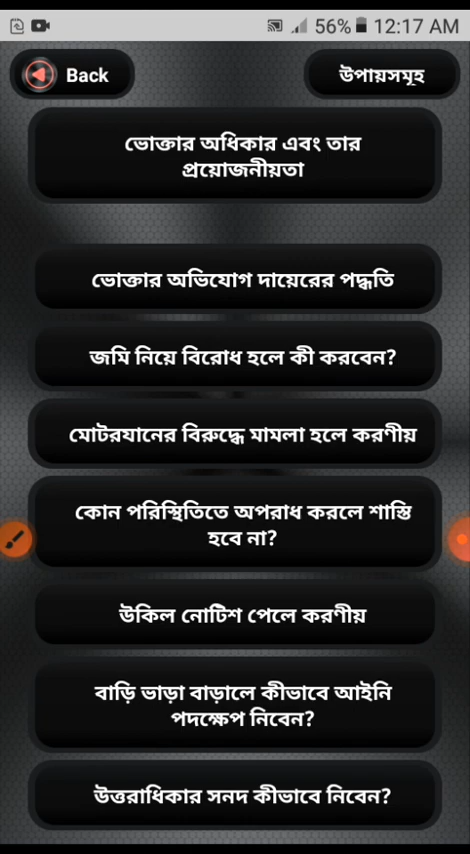 56% 12:17 AM
Back
উপায়সমূহ
ভোক্তার অধিকার এবং তার
প্রয়োজনীয়তা
ভোক্তার অভিযোগ দায়েরের পদ্ধতি
জমি নিয়ে বিরোধ হলে কী করবেন?
মোটরযানের বিরুদ্ধে মামলা হলে করণীয়
কোন পরিস্থিতিতে অপরাধ করলে শাস্তি
হবে না?
উকিল নোটিশ পেলে করণীয়
বাড়ি ভাড়া বাড়ালে কীভাবে আইনি
পদক্ষেপ নিবেন?
উত্তরাধিকার সনদ কীভাবে নিবেন?